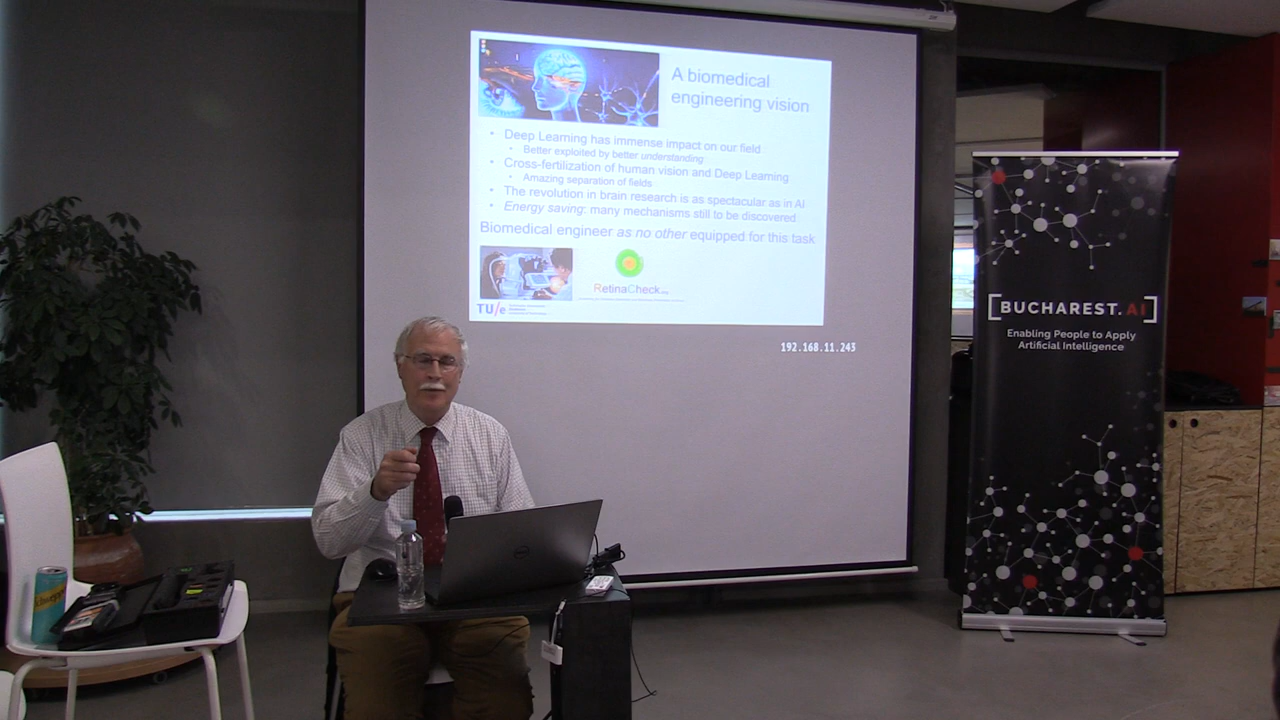 A biomedical
engineering vision
• Deep Learning has immense impact on our field
• Better exploited by better understanding
• Cross-fertilization of human vision and Deep Learning
• Amazing separation of fields
• The revolution in brain research is as spectacular as in AI
• Energy saving: many mechanisms still to be discovered
Biomedical engineer as no other equipped for this task
RetinaCheck
TU/e
192.168.11.243
[BUCHAREST.AI]
Enabling People to Apply
Artificial Intelligence
Schweppes
DELL